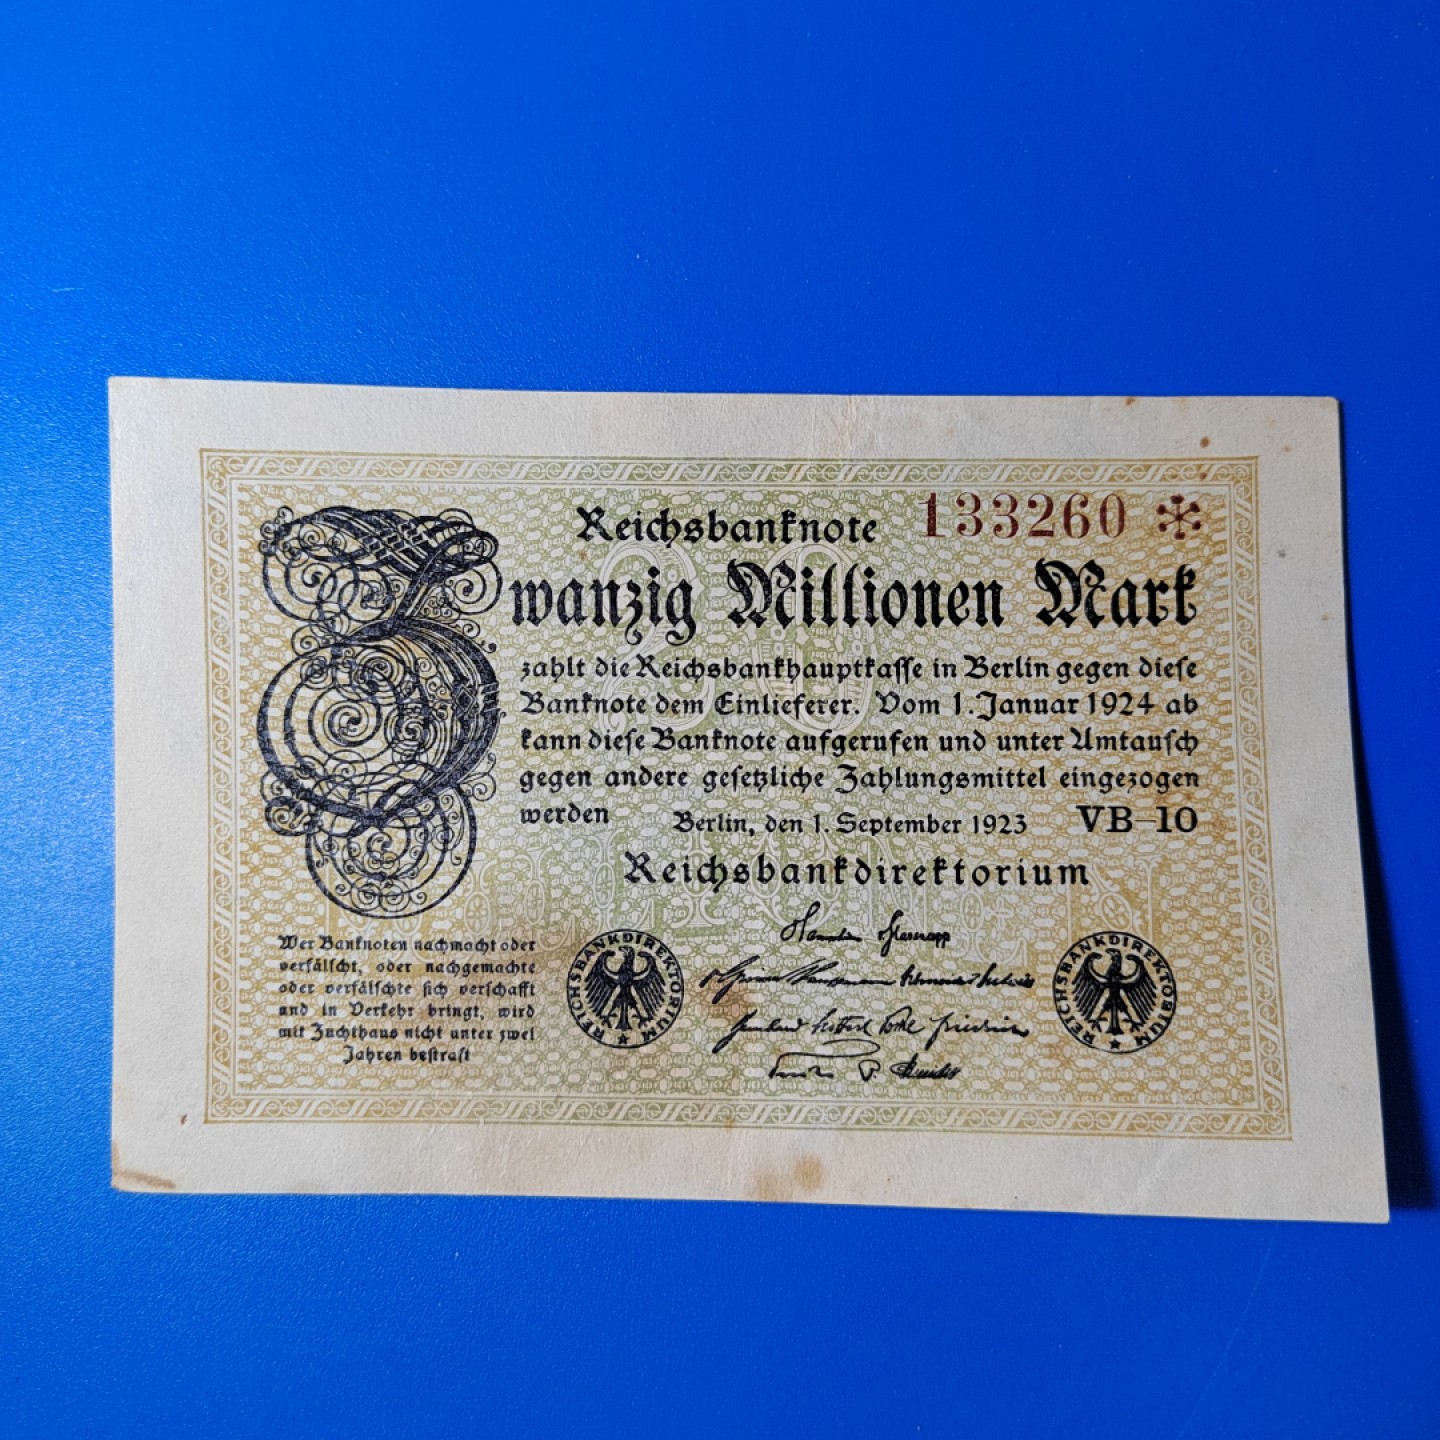 Reichsbanknote 133260 *
Zwanzig Millionen Mark
zahlt die Reichsbankhauptkasse in Berlin gegen diese
Banknote dem Einlieferer. Vom 1. Januar 1924 ab
kann diese Banknote aufgerufen und unter Umtausch
gegen andere gesetzliche Zahlungsmittel eingezogen
werden
Berlin, den 1. September 1923 VB–10
Reichsbankdirektorium
Wer Banknoten nachmacht oder
verfälscht, oder nachgemachte
oder verfälschte sich verschafft
und in Verkehr bringt, wird
mit Zuchthaus nicht unter zwei
Jahren bestraft
REICHSBANKDIREKTORIUM
REICHSBANKDIREKTORIUM
20